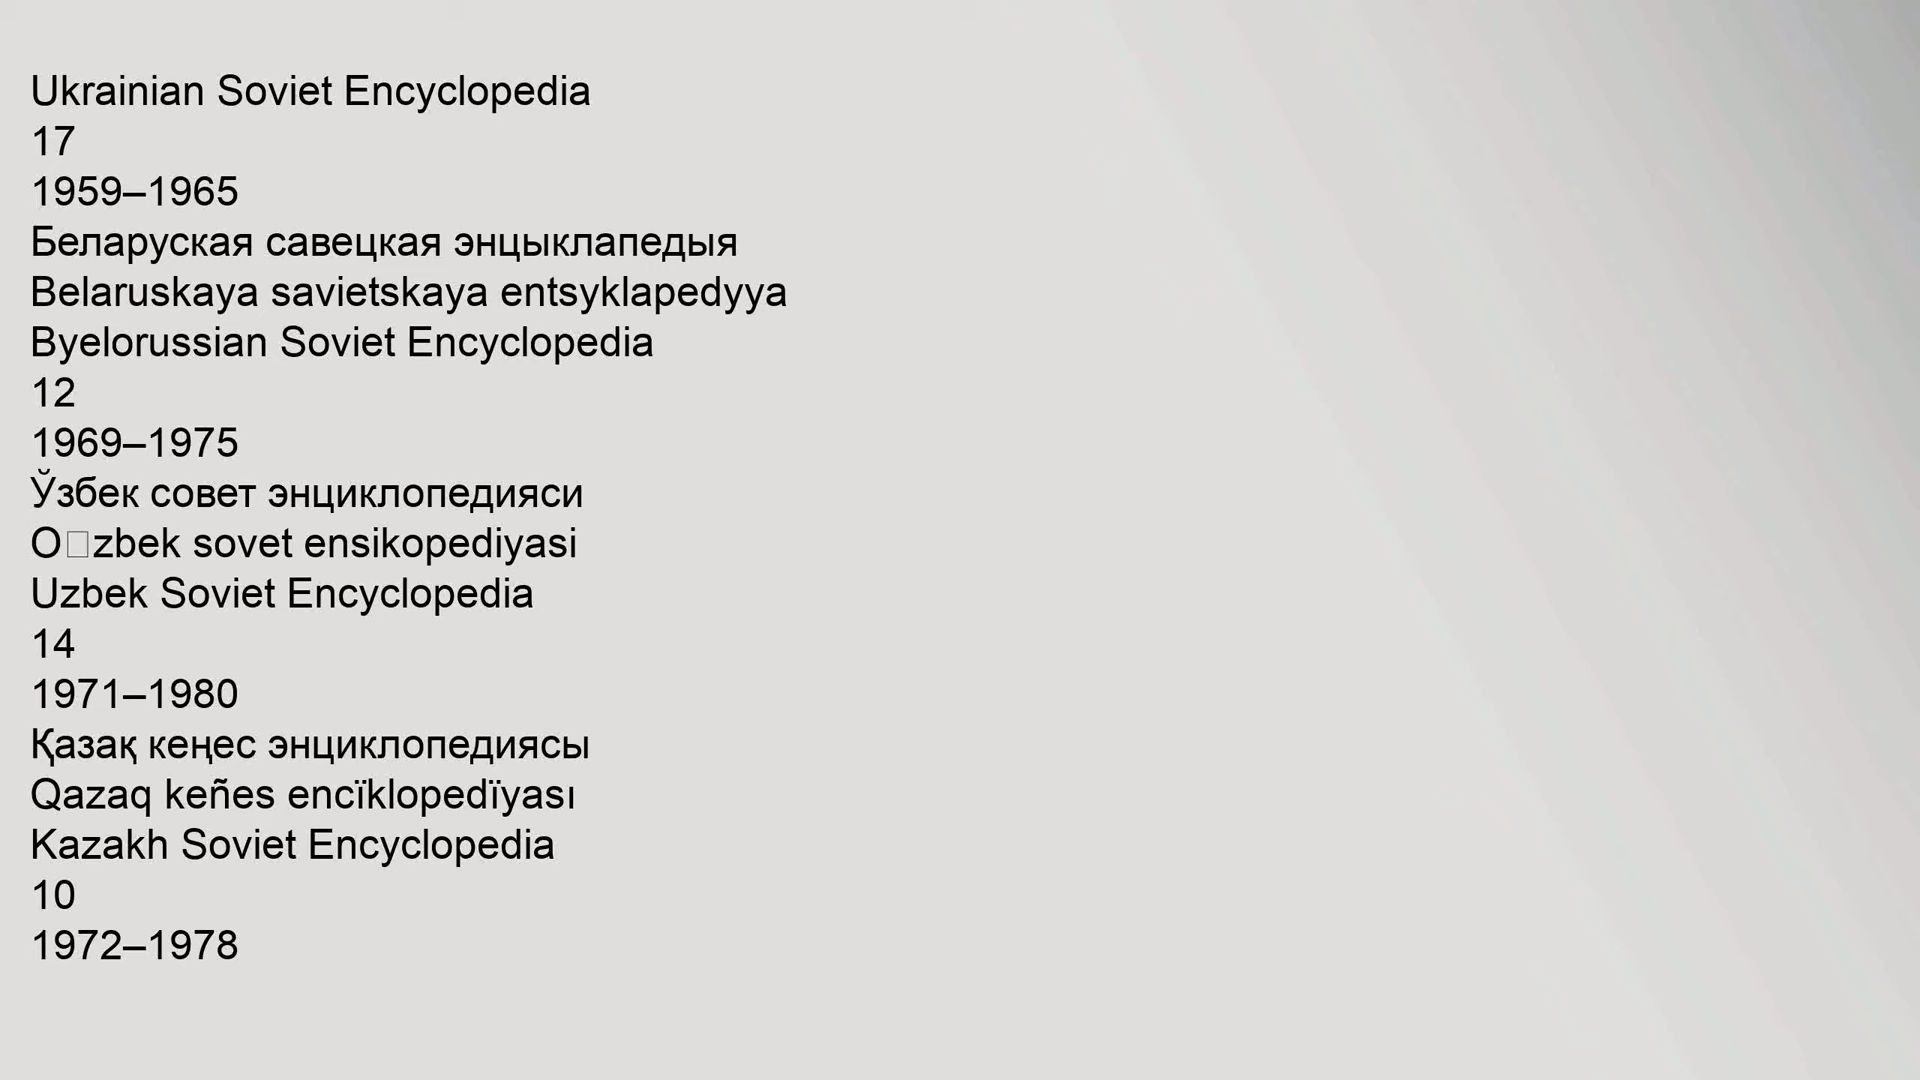 Ukrainian Soviet Encyclopedia
17
1959–1965
Беларуская савецкая энцыклапедыя
Belaruskaya savietskaya entsyklapedyya
Byelorussian Soviet Encyclopedia
12
1969–1975
Ўзбек совет энциклопедияси
O□zbek sovet ensikopediyasi
Uzbek Soviet Encyclopedia
14
1971–1980
Қазақ кеңес энциклопедиясы
Qazaq keñes encïklopedïyası
Kazakh Soviet Encyclopedia
10
1972–1978